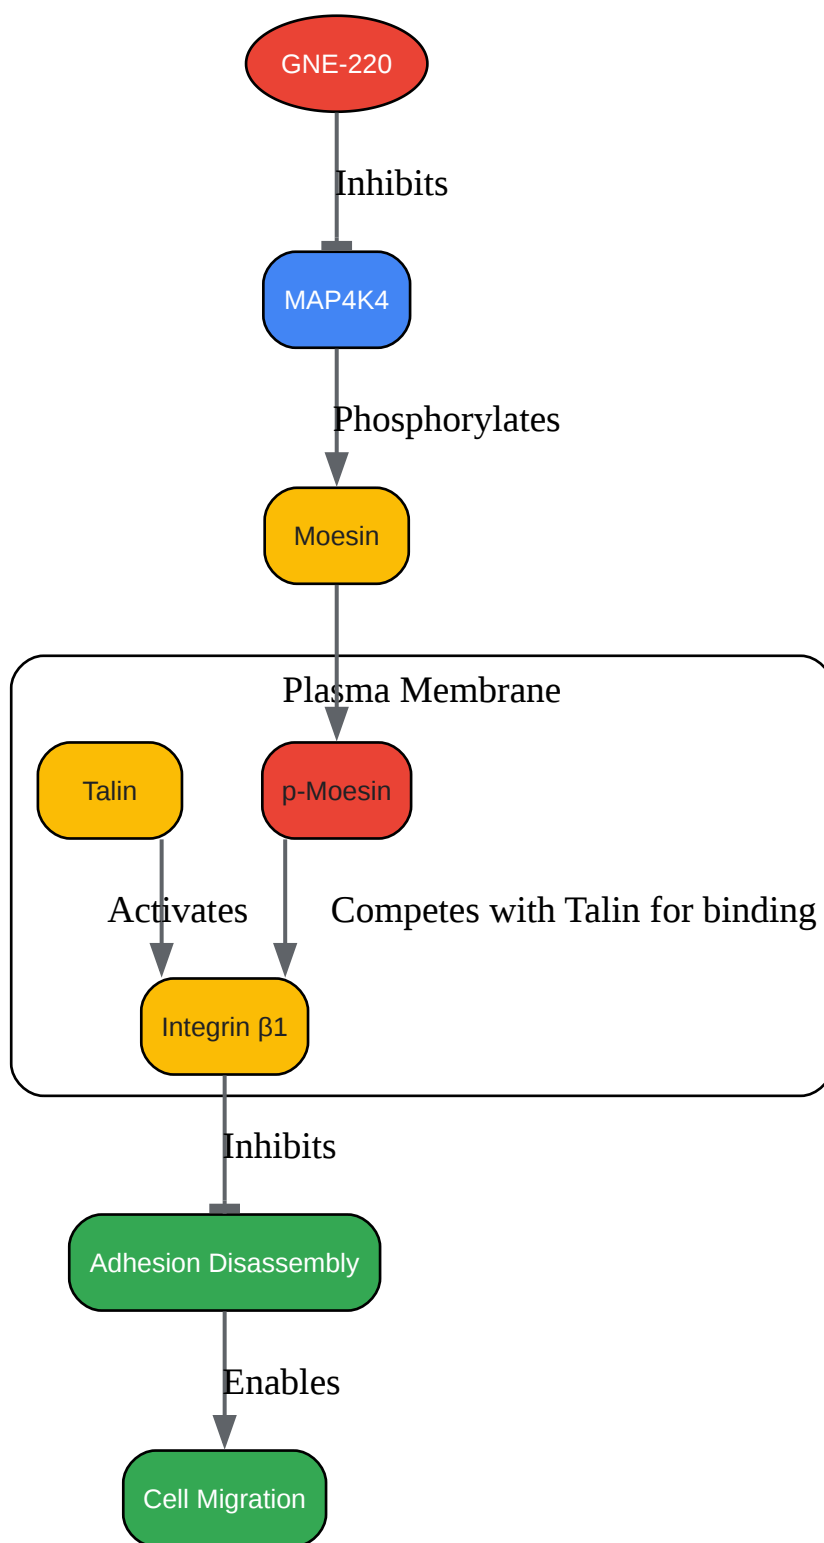 GNE-220
Inhibits
MAP4K4
Phosphorylates
Moesin
Plasma Membrane
Talin
p-Moesin
Activates
Competes with Talin for binding
Integrin β1
Inhibits
Adhesion Disassembly
Enables
Cell Migration